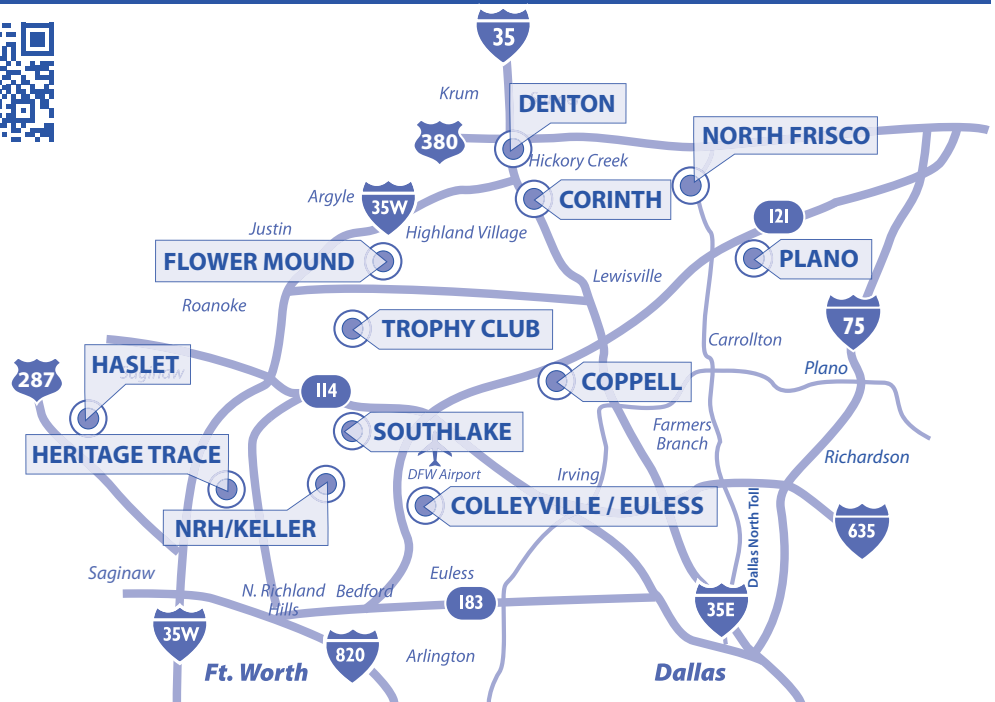 35
Krum
DENTON
380
NORTH FRISCO
Hickory Creek
Argyle
35W
CORINTH
121
Justin
Highland Village
FLOWER MOUND
PLANO
Lewisville
Roanoke
75
TROPHY CLUB
Carrollton
HASLET
Saginaw
287
114
COPPELL
Plano
SOUTHLAKE
Farmers
Branch
HERITAGE TRACE
DFW Airport
Irving
Richardson
NRH/KELLER
COLLEYVILLE / EULESS
Dallas North Toll
635
Saginaw
N. Richland
Hills
Bedford
Euless
183
35E
35W
820
Arlington
Ft. Worth
Dallas